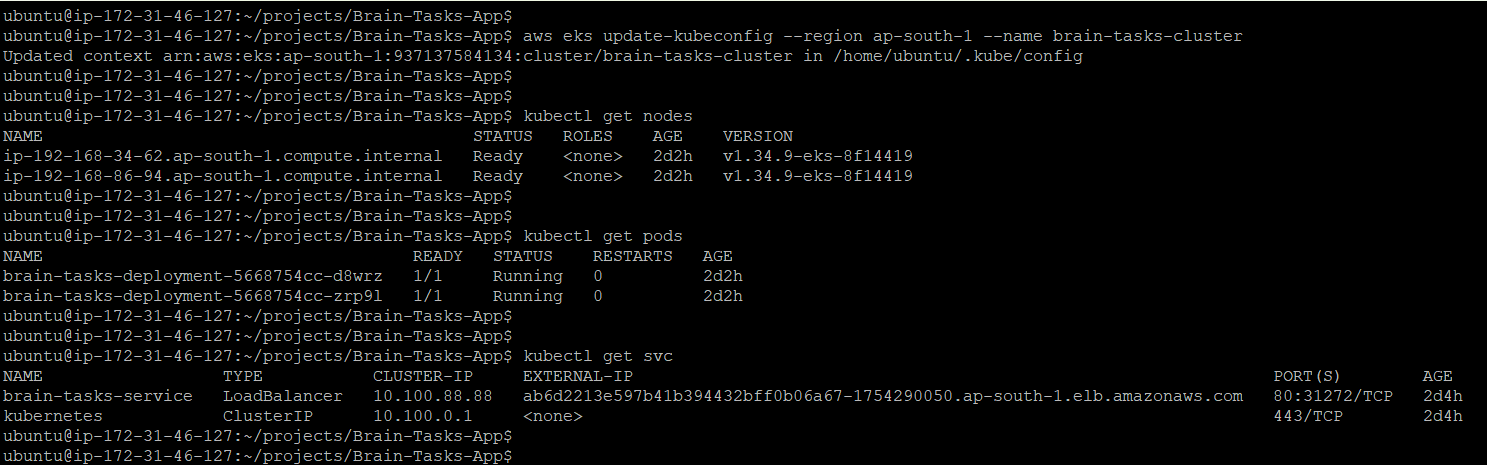 ubuntu@ip-172-31-46-127:~/projects/Brain-Tasks-App$
ubuntu@ip-172-31-46-127:~/projects/Brain-Tasks-App$ aws eks update-kubeconfig --region ap-south-1 --name brain-tasks-cluster
Updated context arn:aws:eks:ap-south-1:937137584134:cluster/brain-tasks-cluster in /home/ubuntu/.kube/config
ubuntu@ip-172-31-46-127:~/projects/Brain-Tasks-App$
ubuntu@ip-172-31-46-127:~/projects/Brain-Tasks-App$
ubuntu@ip-172-31-46-127:~/projects/Brain-Tasks-App$ kubectl get nodes
NAME                                           STATUS   ROLES    AGE    VERSION
ip-192-168-34-62.ap-south-1.compute.internal   Ready    <none>   2d2h   v1.34.9-eks-8f14419
ip-192-168-86-94.ap-south-1.compute.internal   Ready    <none>   2d2h   v1.34.9-eks-8f14419
ubuntu@ip-172-31-46-127:~/projects/Brain-Tasks-App$
ubuntu@ip-172-31-46-127:~/projects/Brain-Tasks-App$
ubuntu@ip-172-31-46-127:~/projects/Brain-Tasks-App$ kubectl get pods
NAME                                     READY   STATUS    RESTARTS   AGE
brain-tasks-deployment-5668754cc-d8wrz   1/1     Running   0          2d2h
brain-tasks-deployment-5668754cc-zrp9l   1/1     Running   0          2d2h
ubuntu@ip-172-31-46-127:~/projects/Brain-Tasks-App$
ubuntu@ip-172-31-46-127:~/projects/Brain-Tasks-App$
ubuntu@ip-172-31-46-127:~/projects/Brain-Tasks-App$ kubectl get svc
NAME                  TYPE           CLUSTER-IP     EXTERNAL-IP                                                                PORT(S)        AGE
brain-tasks-service   LoadBalancer   10.100.88.88   ab6d2213e597b41b394432bff0b06a67-1754290050.ap-south-1.elb.amazonaws.com   80:31272/TCP   2d4h
kubernetes            ClusterIP      10.100.0.1     <none>                                                                     443/TCP        2d4h
ubuntu@ip-172-31-46-127:~/projects/Brain-Tasks-App$
ubuntu@ip-172-31-46-127:~/projects/Brain-Tasks-App$